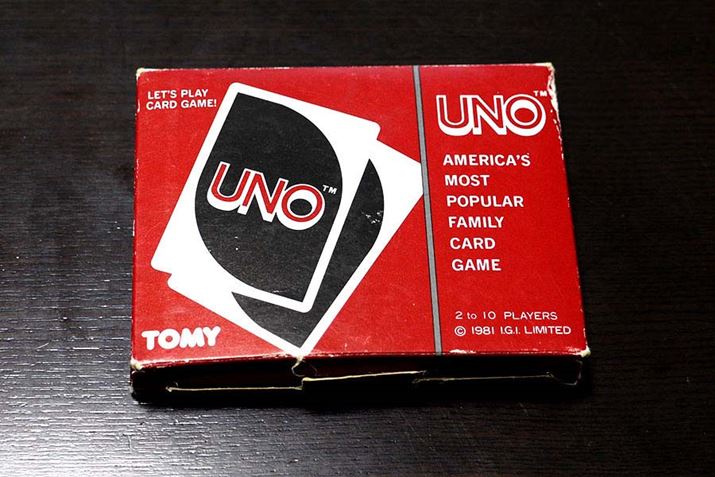 LET'S PLAY
CARD GAME!
UNO™
TOMY
UNO™
AMERICA'S
MOST
POPULAR
FAMILY
CARD
GAME
2 to 10 PLAYERS
© 1981 I.G.I. LIMITED